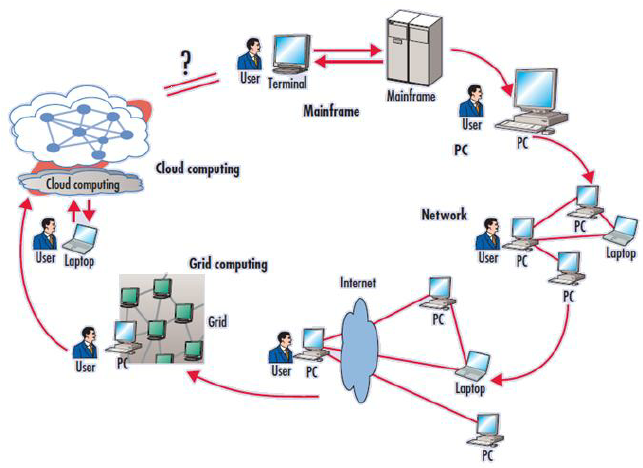 ?
User
Terminal
Mainframe
Mainframe
User
PC
PC
Cloud computing
Cloud computing
User
Laptop
Network
User
PC
PC
Laptop
PC
Grid computing
Internet
Grid
User
PC
User
PC
PC
Laptop
PC